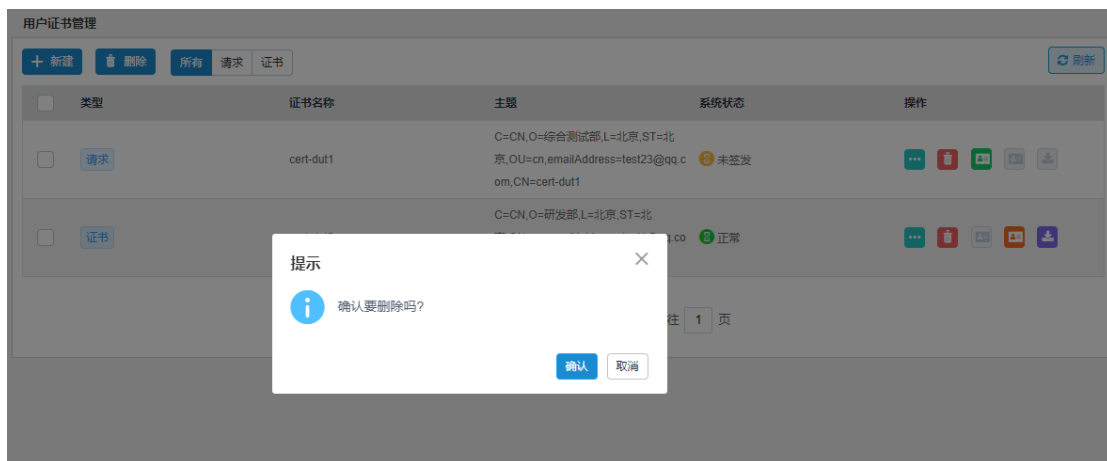 用户证书管理
新建 删除 所有 请求 证书 刷新
类型 证书名称 主题 系统状态 操作
C=CN,O=综合测试部,L=北京,ST=北
请求 cert-dut1 京,OU=cn,emailAddress=test23@qq.c 未签发
om,CN=cert-dut1
C=CN,O=研发部,L=北京,ST=北
证书 q.co 正常
提示
确认要删除吗?
往 1 页
确认 取消